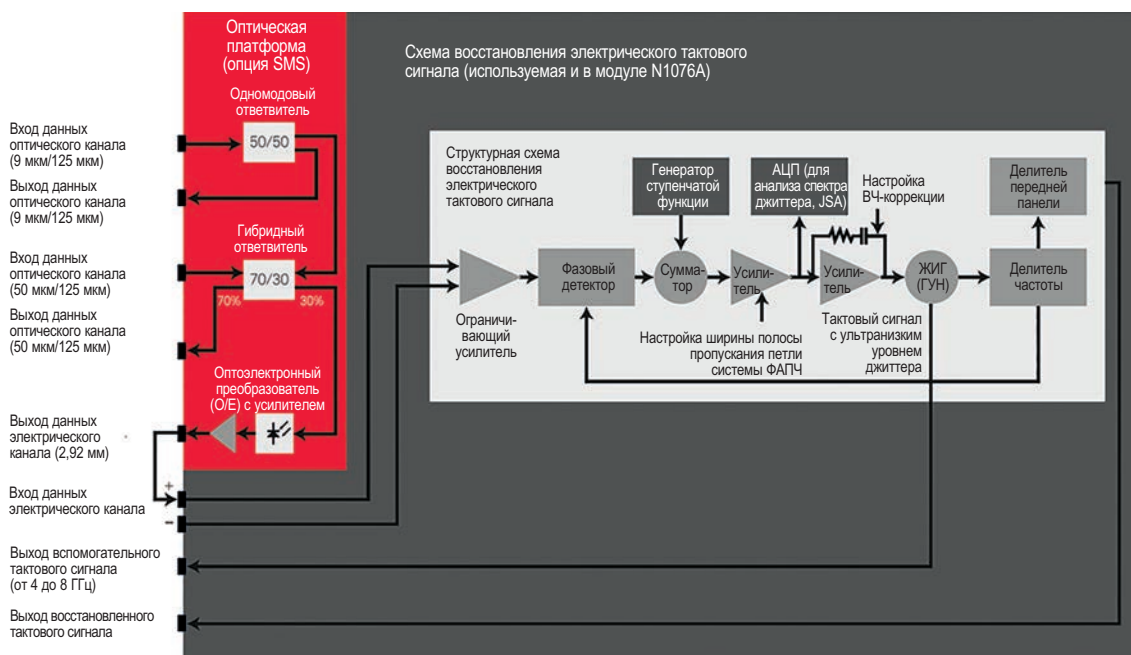 Оптическая
платформа
(опция SMS)
Схема восстановления электрического тактового
сигнала (используемая и в модуле N1076A)
Одномодовый
ответвитель
50/50
Вход данных
оптического канала
(9 мкм/125 мкм)
Выход данных
оптического канала
(9 мкм/125 мкм)
Гибридный
ответвитель
70/30
70%
30%
Вход данных
оптического канала
(50 мкм/125 мкм)
Выход данных
оптического канала
(50 мкм/125 мкм)
Оптоэлектронный
преобразователь
(O/E) с усилителем
Выход данных
электрического
канала (2,92 мм)
+
Вход данных
электрического канала
–
Выход вспомогательного
тактового сигнала
(от 4 до 8 ГГц)
Выход восстановленного
тактового сигнала
Структурная схема
восстановления
электрического
тактового сигнала
Генератор
ступенчатой
функции
АЦП (для
анализа спектра
джиттера, JSA)
Настройка
ВЧ-коррекции
Делитель
передней
панели
Ограничи-
вающий
усилитель
Фазовый
детектор
Сумма-
тор
Усили-
тель
Усили-
тель
ЖИГ
(ГУН)
Делитель
частоты
Настройка ширины полосы
пропускания петли
системы ФАПЧ
Тактовый сигнал
с ультранизким
уровнем
джиттера